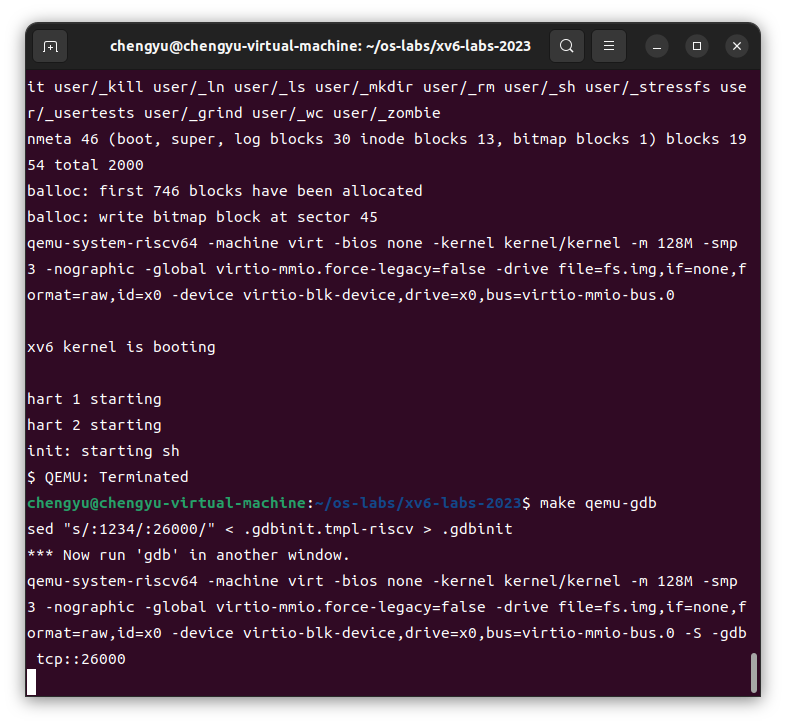 chengyu@chengyu-virtual-machine: ~/os-labs/xv6-labs-2023
it user/_kill user/_ln user/_ls user/_mkdir user/_rm user/_sh user/_stressfs use
r/_usertests user/_grind user/_wc user/_zombie
nmeta 46 (boot, super, log blocks 30 inode blocks 13, bitmap blocks 1) blocks 19
54 total 2000
balloc: first 746 blocks have been allocated
balloc: write bitmap block at sector 45
qemu-system-riscv64 -machine virt -bios none -kernel kernel/kernel -m 128M -smp
3 -nographic -global virtio-mmio.force-legacy=false -drive file=fs.img,if=none,f
ormat=raw,id=x0 -device virtio-blk-device,drive=x0,bus=virtio-mmio-bus.0
xv6 kernel is booting
hart 1 starting
hart 2 starting
init: starting sh
$ QEMU: Terminated
chengyu@chengyu-virtual-machine:~/os-labs/xv6-labs-2023$ make qemu-gdb
sed "s/:1234/:26000/" < .gdbinit.tmpl-riscv > .gdbinit
*** Now run 'gdb' in another window.
qemu-system-riscv64 -machine virt -bios none -kernel kernel/kernel -m 128M -smp
3 -nographic -global virtio-mmio.force-legacy=false -drive file=fs.img,if=none,f
ormat=raw,id=x0 -device virtio-blk-device,drive=x0,bus=virtio-mmio-bus.0 -S -gdb
 tcp::26000